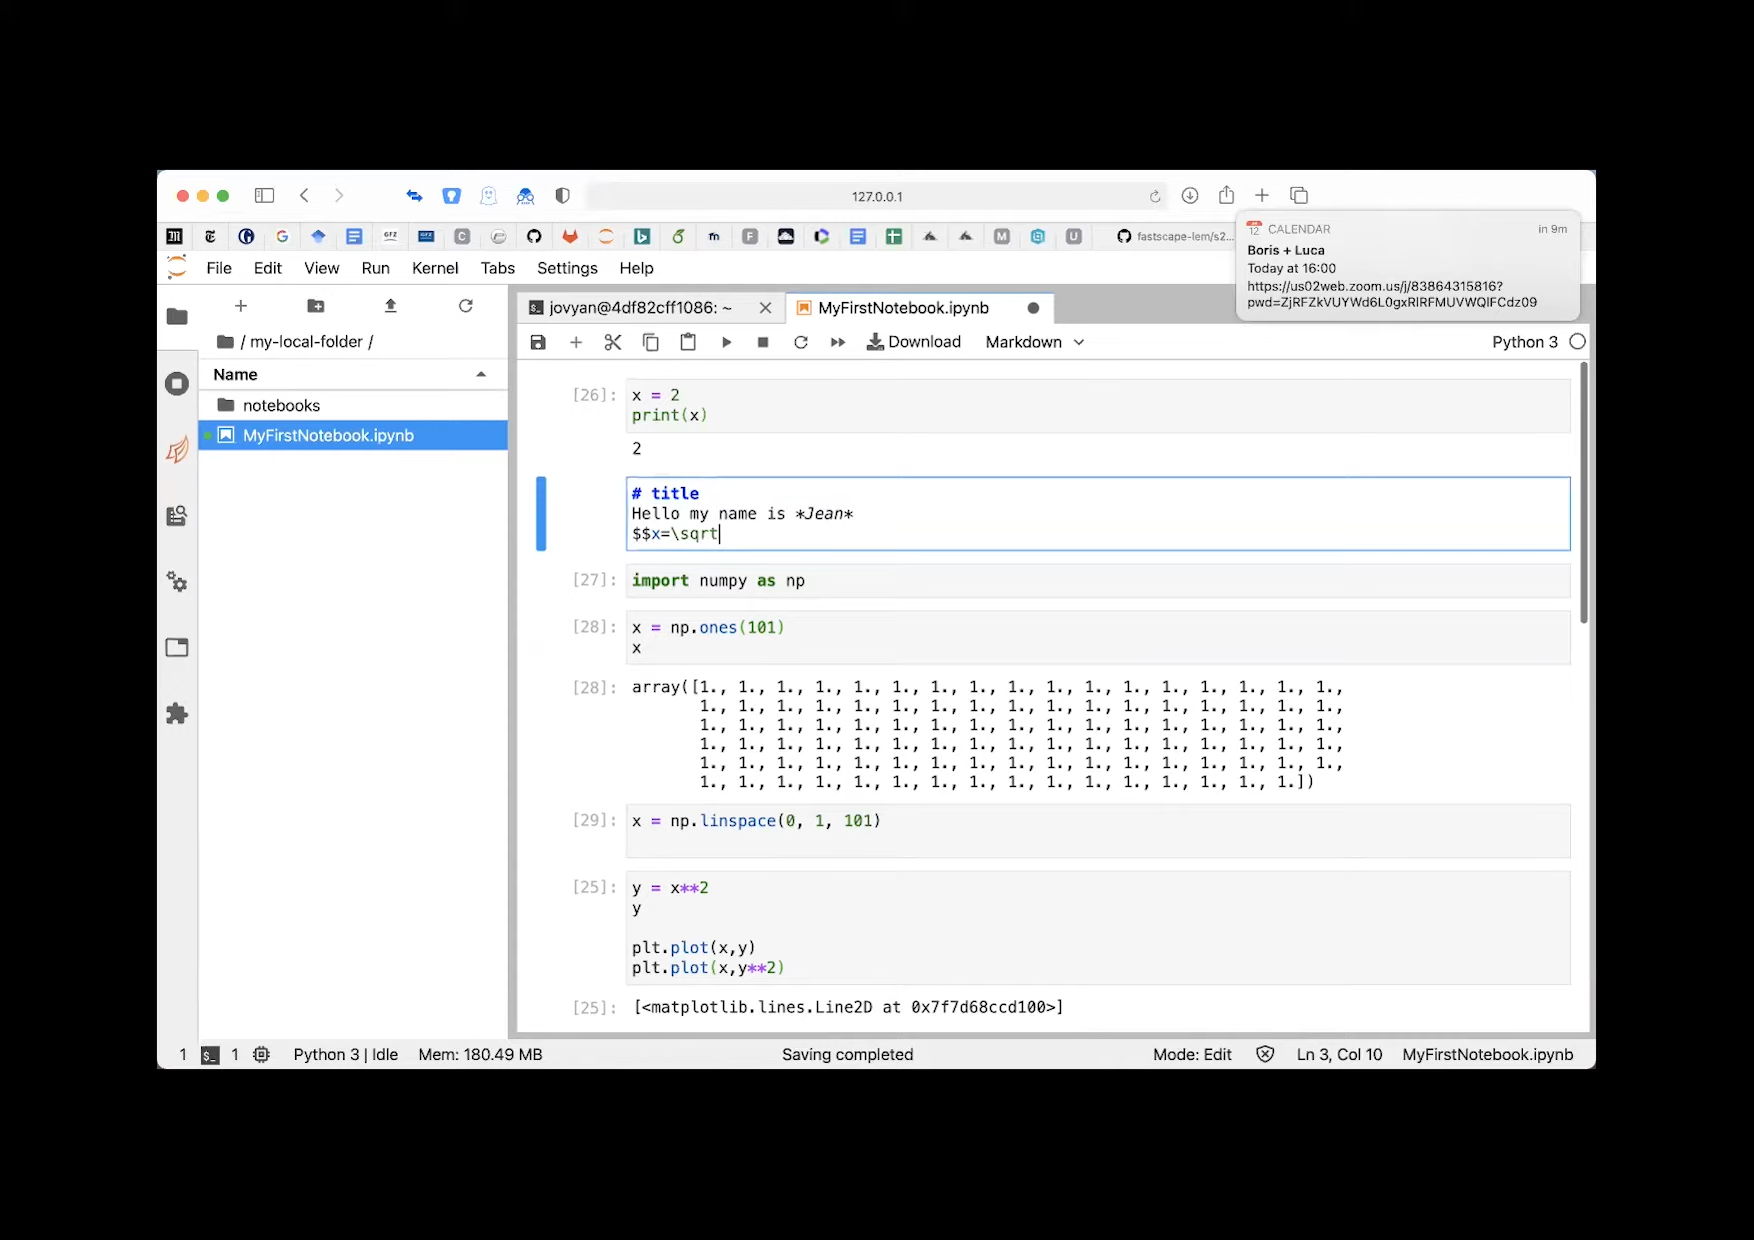 127.0.0.1
GFZ
GFZ
C
G
m
F
M
U
fastscape-lem/s2...
12
CALENDAR
in 9m
Boris + Luca
Today at 16:00
https://us02web.zoom.us/j/83864315816?
pwd=ZjRFZkVUYWd6L0gxRlRFMUVWQlFCdz09
File Edit View Run Kernel Tabs Settings Help
jovyan@4df82cff1086: ~
MyFirstNotebook.ipynb
/ my-local-folder /
Download
Markdown
Python 3
Name
notebooks
MyFirstNotebook.ipynb
[26]: x = 2
print(x)
2
# title
Hello my name is *Jean*
$$x=\sqrt
[27]: import numpy as np
[28]: x = np.ones(101)
x
[28]: array([1., 1., 1., 1., 1., 1., 1., 1., 1., 1., 1., 1., 1., 1., 1., 1., 1.,
1., 1., 1., 1., 1., 1., 1., 1., 1., 1., 1., 1., 1., 1., 1., 1., 1.,
1., 1., 1., 1., 1., 1., 1., 1., 1., 1., 1., 1., 1., 1., 1., 1., 1.,
1., 1., 1., 1., 1., 1., 1., 1., 1., 1., 1., 1., 1., 1., 1., 1., 1.,
1., 1., 1., 1., 1., 1., 1., 1., 1., 1., 1., 1., 1., 1., 1., 1., 1.,
1., 1., 1., 1., 1., 1., 1., 1., 1., 1., 1., 1., 1., 1., 1., 1.])
[29]: x = np.linspace(0, 1, 101)
[25]: y = x**2
y
plt.plot(x,y)
plt.plot(x,y**2)
[25]: [<matplotlib.lines.Line2D at 0x7f7d68ccd100>]
1 $_ 1 Python 3 | Idle Mem: 180.49 MB
Saving completed
Mode: Edit
Ln 3, Col 10
MyFirstNotebook.ipynb